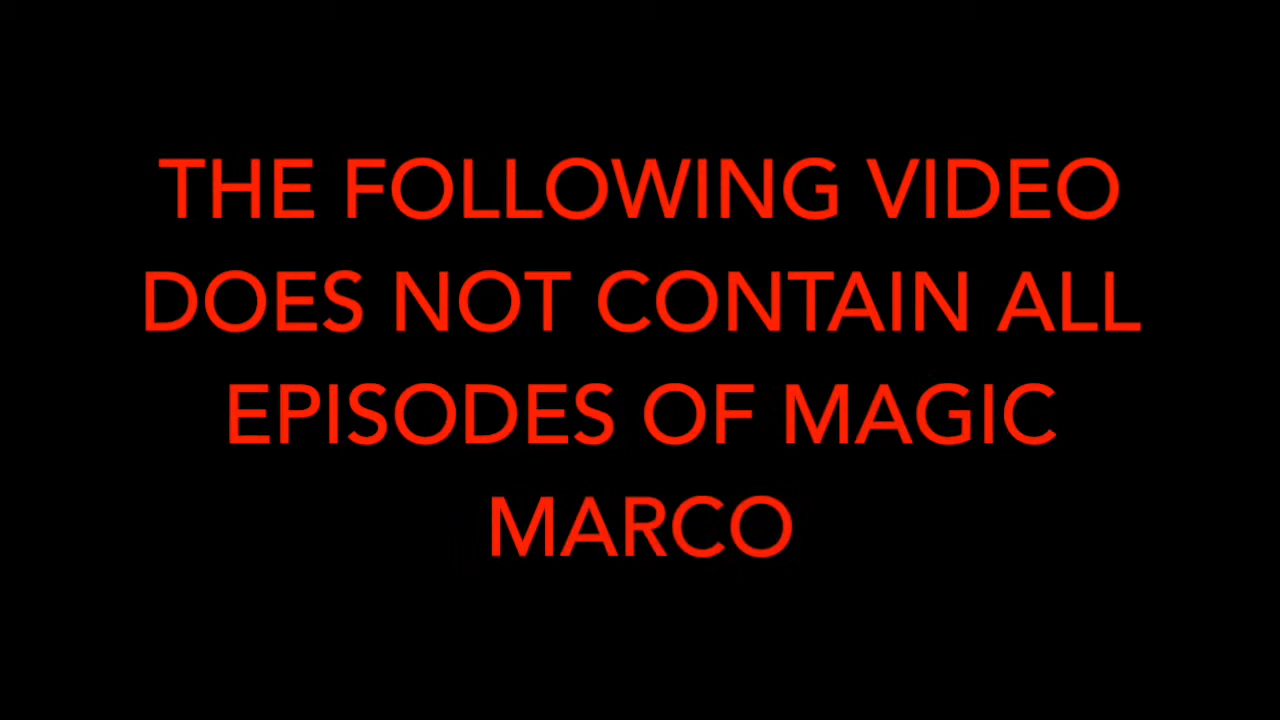 THE FOLLOWING VIDEO
DOES NOT CONTAIN ALL
EPISODES OF MAGIC
MARCO